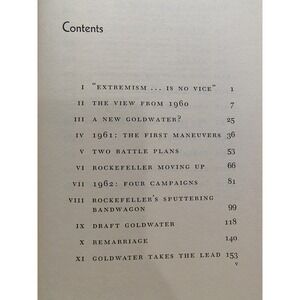 Contents
I "EXTREMISM ... IS NO VICE" 1
II THE VIEW FROM 1960 7
III A NEW GOLDWATER? 25
IV 1961: THE FIRST MANEUVERS 36
V TWO BATTLE PLANS 53
VI ROCKEFELLER MOVING UP 66
VII 1962: FOUR CAMPAIGNS 81
VIII ROCKEFELLER'S SPUTTERING
BANDWAGON 99
IX DRAFT GOLDWATER 118
X REMARRIAGE 140
XI GOLDWATER TAKES THE LEAD 153
v